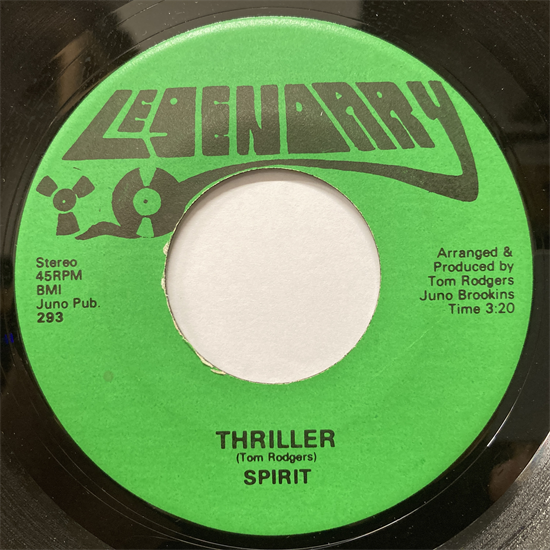 LEGENDARRY
Stereo
45RPM
BMI
Juno Pub.
293
Arranged &
Produced by
Tom Rodgers
Juno Brookins
Time 3:20
THRILLER
(Tom Rodgers)
SPIRIT